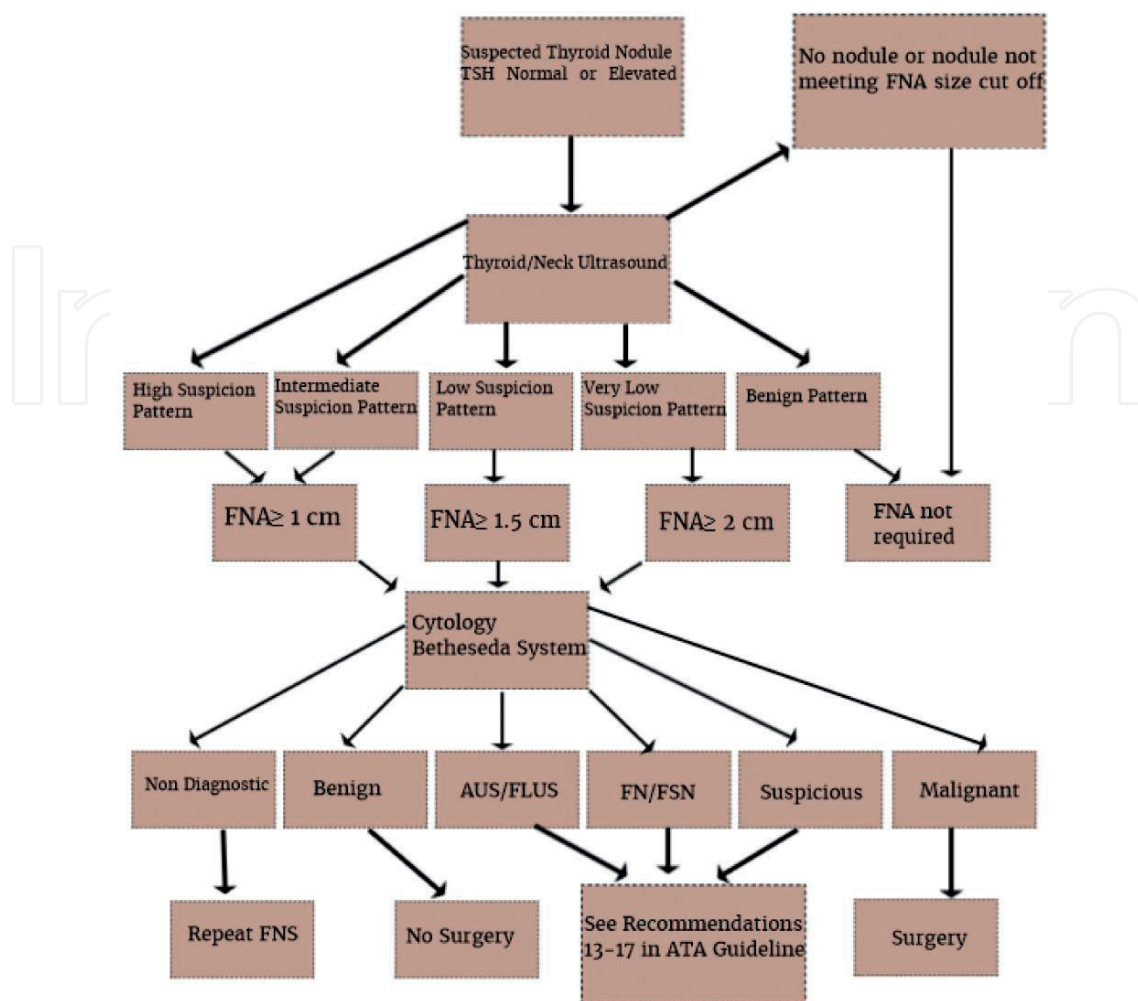 Suspected Thyroid Nodule
TSH Normal or Elevated
No nodule or nodule not
meeting FNA size cut off
Thyroid/Neck Ultrasound
High Suspicion
Pattern
Intermediate
Suspicion Pattern
Low Suspicion
Pattern
Very Low
Suspicion Pattern
Benign Pattern
FNA≥ 1 cm
FNA≥ 1.5 cm
FNA≥ 2 cm
FNA not
required
Cytology
Betheseda System
Non Diagnostic
Benign
AUS/FLUS
FN/FSN
Suspicious
Malignant
Repeat FNS
No Surgery
See Recommendations
13-17 in ATA Guideline
Surgery